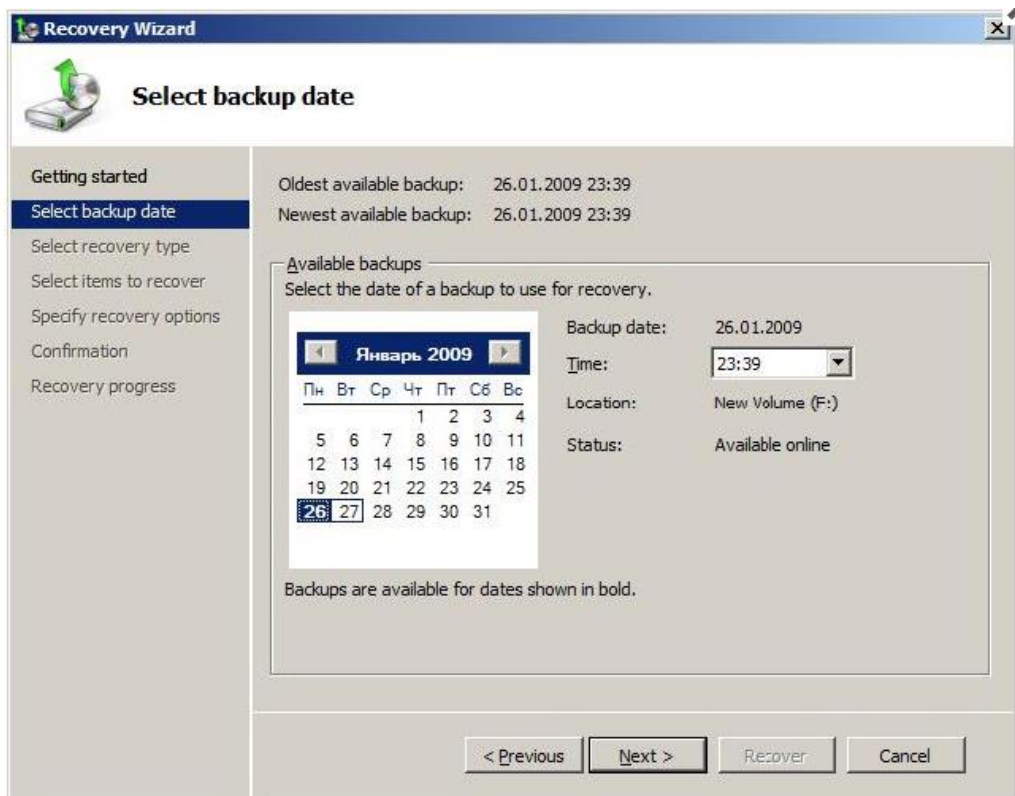 Recovery Wizard
Select backup date
Getting started
Select backup date
Select recovery type
Select items to recover
Specify recovery options
Confirmation
Recovery progress
Oldest available backup: 26.01.2009 23:39
Newest available backup: 26.01.2009 23:39
Available backups
Select the date of a backup to use for recovery.
Январь 2009
Пн Вт Ср Чт Пт Сб Вс
1 2 3 4
5 6 7 8 9 10 11
12 13 14 15 16 17 18
19 20 21 22 23 24 25
26 27 28 29 30 31
Backup date: 26.01.2009
Time: 23:39
Location: New Volume (F:)
Status: Available online
Backups are available for dates shown in bold.
< Previous Next > Recover Cancel